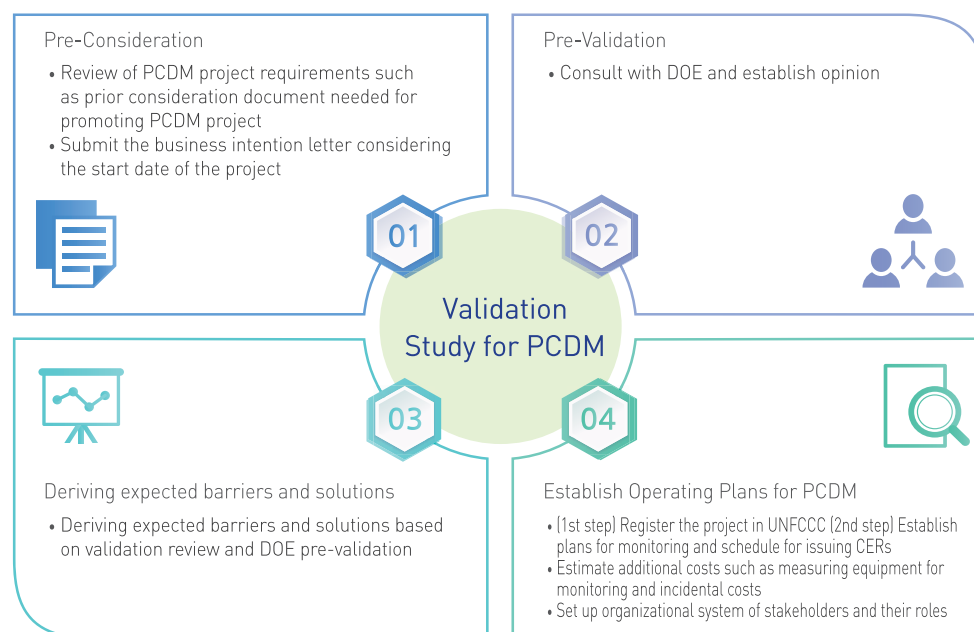 Pre-Consideration
• Review of PCDM project requirements such
as prior consideration document needed for
promoting PCDM project
• Submit the business intention letter considering
the start date of the project
01
Pre-Validation
• Consult with DOE and establish opinion
02
Validation
Study for PCDM
03
Deriving expected barriers and solutions
• Deriving expected barriers and solutions based
on validation review and DOE pre-validation
04
Establish Operating Plans for PCDM
• (1st step) Register the project in UNFCCC (2nd step) Establish
plans for monitoring and schedule for issuing CERs
• Estimate additional costs such as measuring equipment for
monitoring and incidental costs
• Set up organizational system of stakeholders and their roles